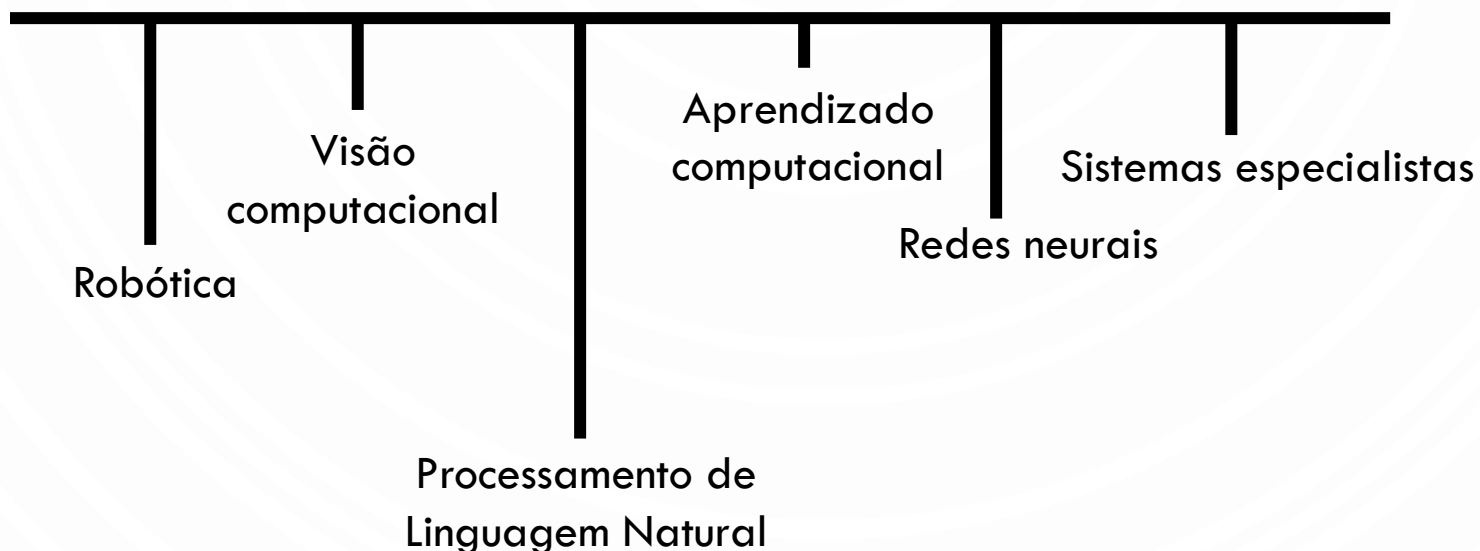 Robótica
Visão
computacional
Processamento de
Linguagem Natural
Aprendizado
computacional
Redes neurais
Sistemas especialistas